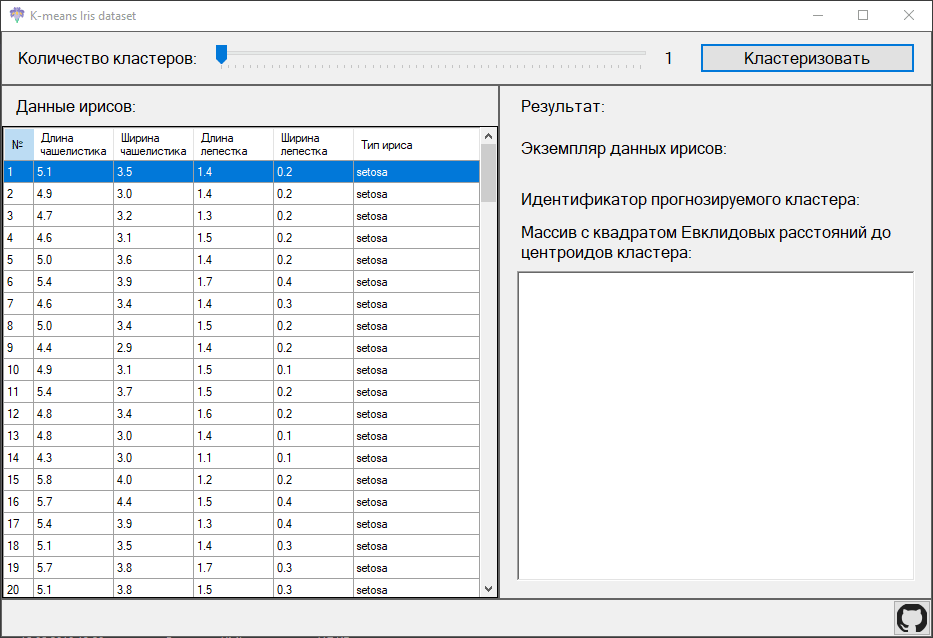 K-means Iris dataset
Количество кластеров:
1
Кластеризовать
Данные ирисов:
№ Длина чашелистика Ширина чашелистика Длина лепестка Ширина лепестка Тип ириса
1 5.1 3.5 1.4 0.2 setosa
2 4.9 3.0 1.4 0.2 setosa
3 4.7 3.2 1.3 0.2 setosa
4 4.6 3.1 1.5 0.2 setosa
5 5.0 3.6 1.4 0.2 setosa
6 5.4 3.9 1.7 0.4 setosa
7 4.6 3.4 1.4 0.3 setosa
8 5.0 3.4 1.5 0.2 setosa
9 4.4 2.9 1.4 0.2 setosa
10 4.9 3.1 1.5 0.1 setosa
11 5.4 3.7 1.5 0.2 setosa
12 4.8 3.4 1.6 0.2 setosa
13 4.8 3.0 1.4 0.1 setosa
14 4.3 3.0 1.1 0.1 setosa
15 5.8 4.0 1.2 0.2 setosa
16 5.7 4.4 1.5 0.4 setosa
17 5.4 3.9 1.3 0.4 setosa
18 5.1 3.5 1.4 0.3 setosa
19 5.7 3.8 1.7 0.3 setosa
20 5.1 3.8 1.5 0.3 setosa
Результат:
Экземпляр данных ирисов:
Идентификатор прогнозируемого кластера:
Массив с квадратом Евклидовых расстояний до
центроидов кластера: